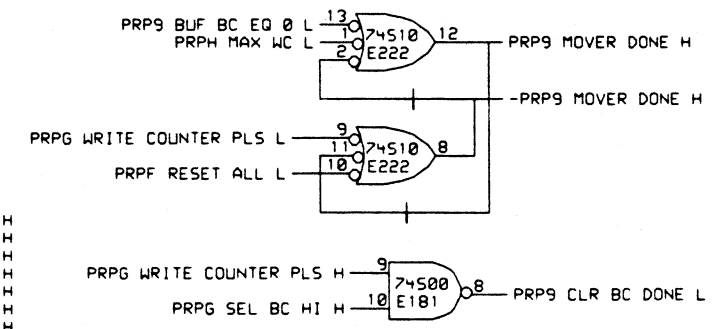 PRP9 BUF BC EQ 0 L 13
PRPH MAX WC L 1
2
74S10
E222
12 PRP9 MOVER DONE H
-PRP9 MOVER DONE H
PRPG WRITE COUNTER PLS L 9
11
PRPF RESET ALL L 10
74S10
E222
8
H
H
H
H
H
H
H
PRPG WRITE COUNTER PLS H 9
PRPG SEL BC HI H 10
74S00
E181
8 PRP9 CLR BC DONE L